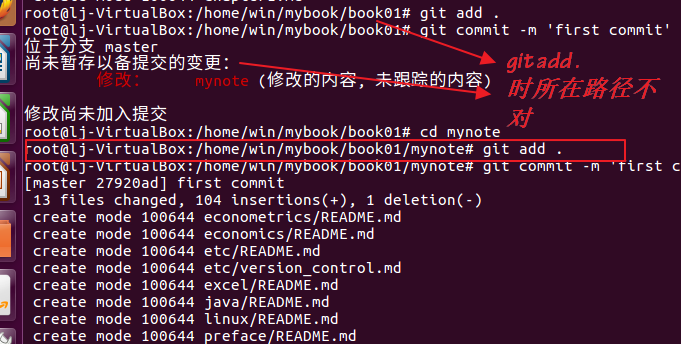 root@lj-VirtualBox:/home/win/mybook/book01# git add .
root@lj-VirtualBox:/home/win/mybook/book01# git commit -m 'first commit'
位于分支 master
尚未暂存以备提交的变更:
修改:     mynote (修改的内容, 未跟踪的内容)
git add.
时所在路径不
对
修改尚未加入提交
root@lj-VirtualBox:/home/win/mybook/book01# cd mynote
root@lj-VirtualBox:/home/win/mybook/book01/mynote# git add .
root@lj-VirtualBox:/home/win/mybook/book01/mynote# git commit -m 'first c
[master 27920ad] first commit
13 files changed, 104 insertions(+), 1 deletion(-)
create mode 100644 econometrics/README.md
create mode 100644 economics/README.md
create mode 100644 etc/README.md
create mode 100644 etc/version_control.md
create mode 100644 excel/README.md
create mode 100644 java/README.md
create mode 100644 linux/README.md
create mode 100644 preface/README.md